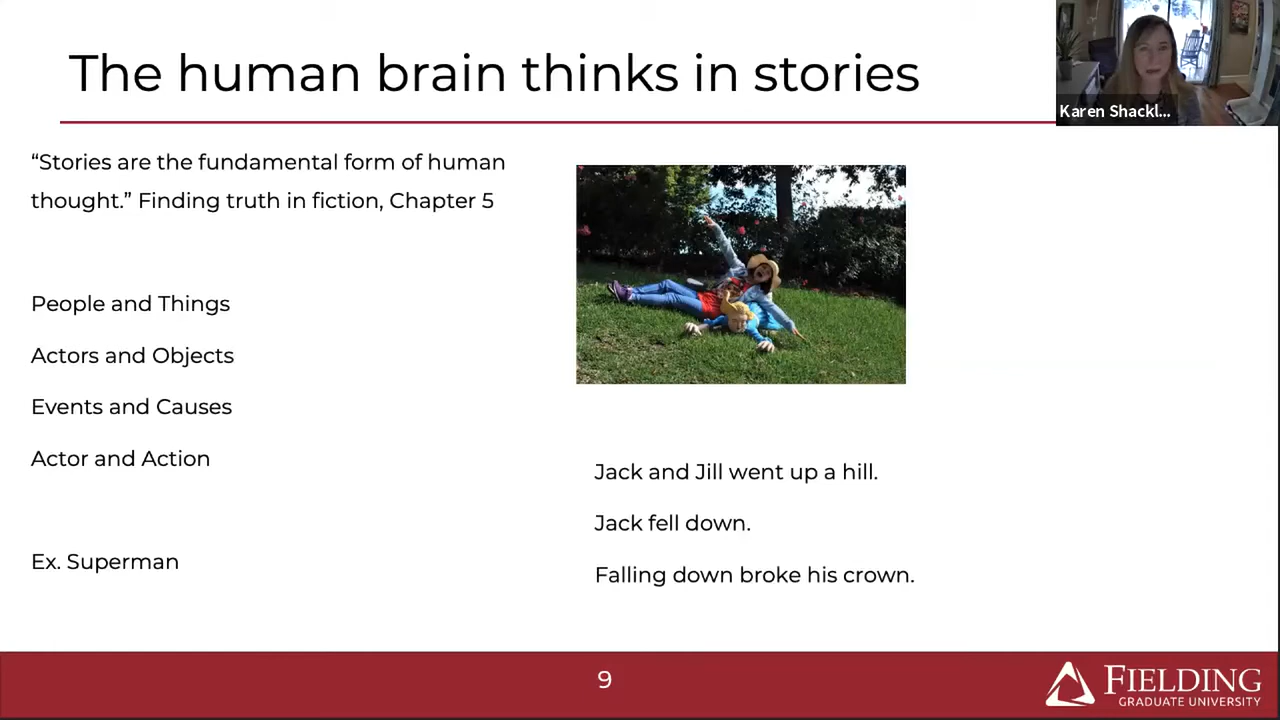 The human brain thinks in stories
Karen Shackl...
“Stories are the fundamental form of human
thought.” Finding truth in fiction, Chapter 5
People and Things
Actors and Objects
Events and Causes
Actor and Action
Ex. Superman
Jack and Jill went up a hill.
Jack fell down.
Falling down broke his crown.
9
FIELDING
GRADUATE UNIVERSITY